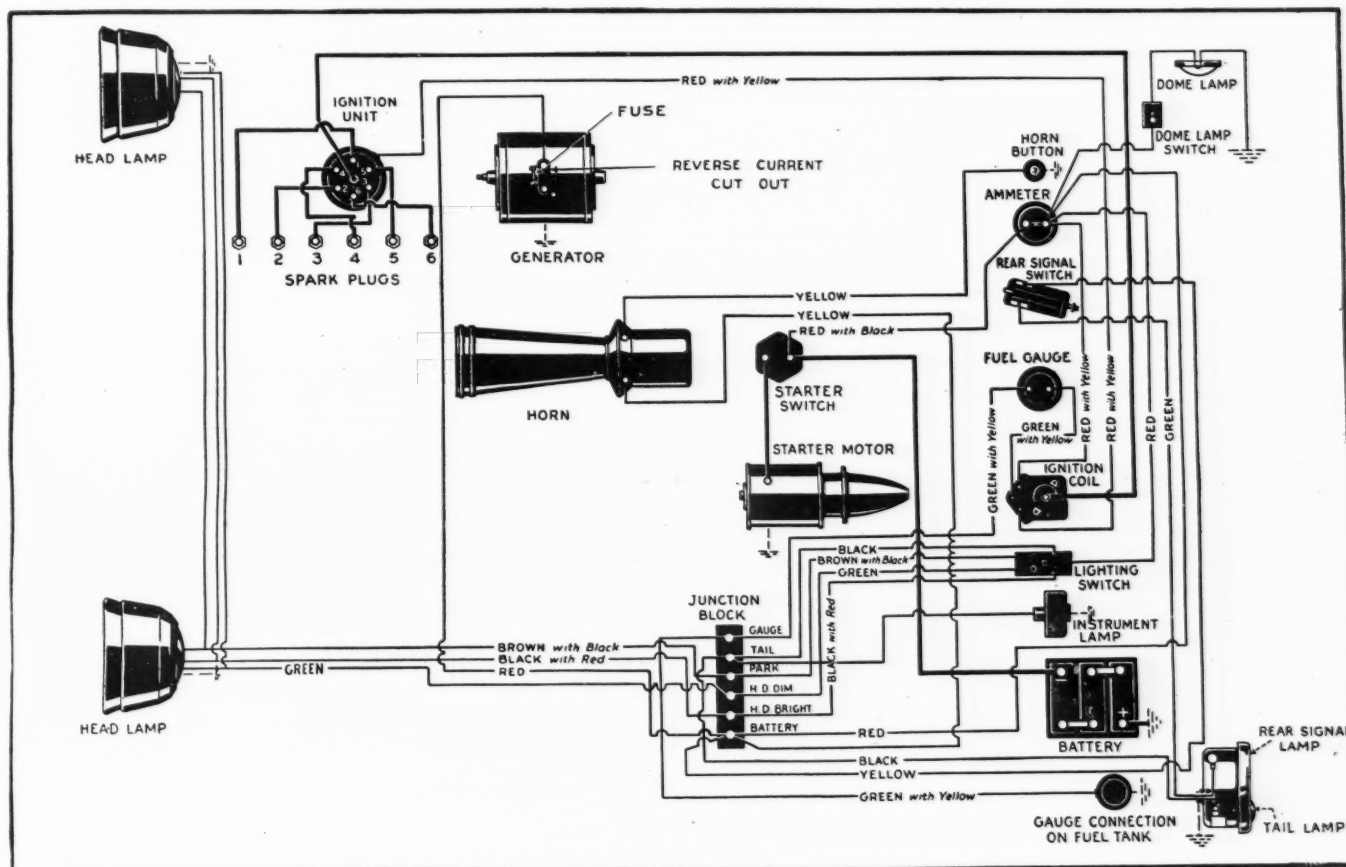 HEAD LAMP
IGNITION
UNIT
1
2
3
4
5
6
SPARK PLUGS
RED with Yellow
FUSE
REVERSE CURRENT
CUT OUT
GENERATOR
DOME LAMP
DOME LAMP
SWITCH
HORN
BUTTON
AMMETER
REAR SIGNAL
SWITCH
YELLOW
YELLOW
RED with Black
HORN
STARTER
SWITCH
STARTER MOTOR
FUEL GAUGE
GREEN with Yellow
GREEN
with Yellow
RED with Yellow
RED with Yellow
RED
GREEN
IGNITION
COIL
BLACK
BROWN with Black
GREEN
LIGHTING
SWITCH
BLACK with Red
INSTRUMENT
LAMP
JUNCTION
BLOCK
GAUGE
TAIL
PARK
H.D. DIM
H.D. BRIGHT
BATTERY
BROWN with Black
BLACK with Red
GREEN
RED
HEAD LAMP
RED
BATTERY
BLACK
YELLOW
GREEN with Yellow
GAUGE CONNECTION
ON FUEL TANK
REAR SIGNAL
LAMP
TAIL LAMP